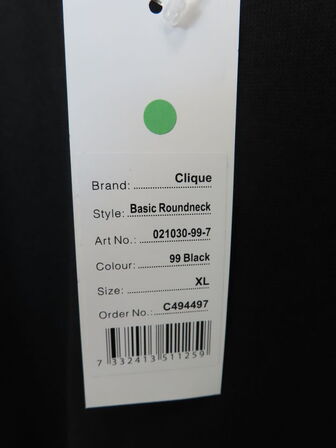 Brand: Clique
Style: Basic Roundneck
Art No.: 021030-99-7
Colour: 99 Black
Size: XL
Order No.: C494497
7 332413 511259